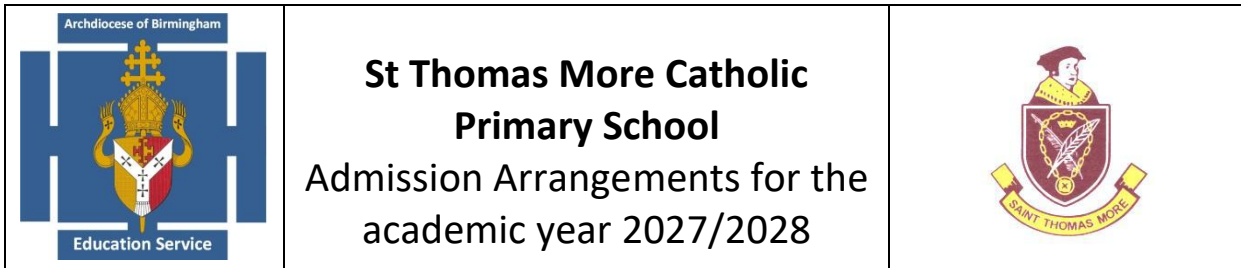 Archdiocese of Birmingham
Education Service
St Thomas More Catholic
Primary School
Admission Arrangements for the
academic year 2027/2028
SAINT THOMAS MORE